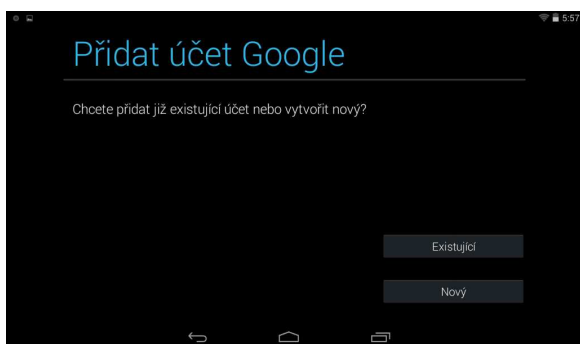 5:57
Přidat účet Google
Chcete přidat již existující účet nebo vytvořit nový?
Existující
Nový